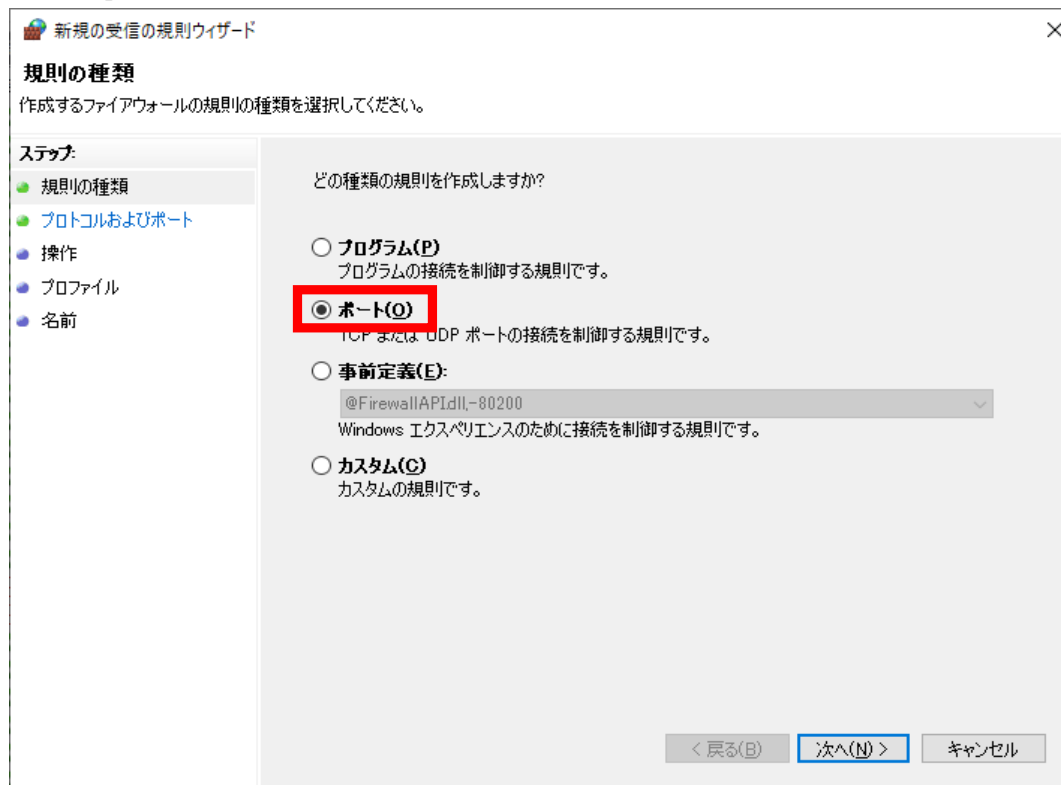 新規の受信の規則ウィザード
規則の種類
作成するファイアウォールの規則の種類を選択してください。
ステップ:
規則の種類
プロトコルおよびポート
操作
プロファイル
名前
どの種類の規則を作成しますか?
プログラム(P)
プログラムの接続を制御する規則です。
ポート(O)
TCP または UDP ポートの接続を制御する規則です。
事前定義(E):
@FirewallAPI.dll,-80200
Windows エクスペリエンスのために接続を制御する規則です。
カスタム(C)
カスタムの規則です。
< 戻る(B)
次へ(N) >
キャンセル